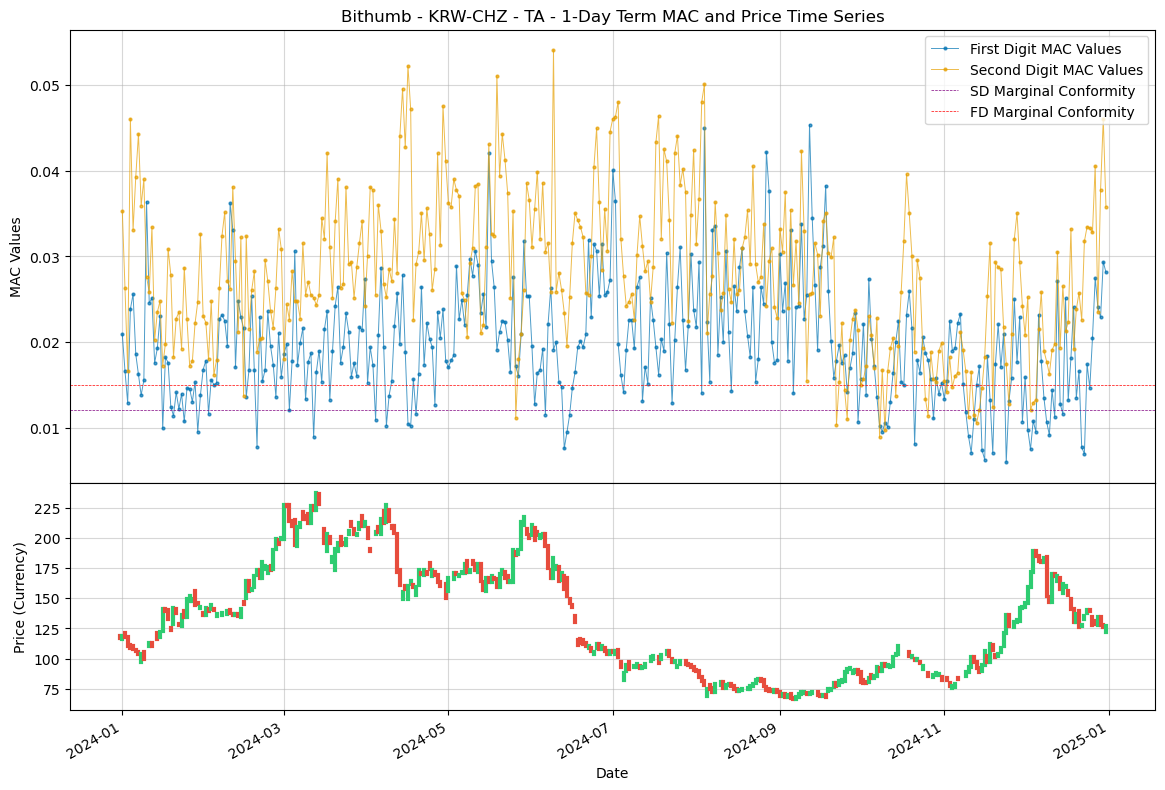 Bithumb - KRW-CHZ - TA - 1-Day Term MAC and Price Time Series
First Digit MAC Values
Second Digit MAC Values
SD Marginal Conformity
FD Marginal Conformity
MAC Values
0.05
0.04
0.03
0.02
0.01
Price (Currency)
225
200
175
150
125
100
75
2024-01
2024-03
2024-05
2024-07
2024-09
2024-11
2025-01
Date